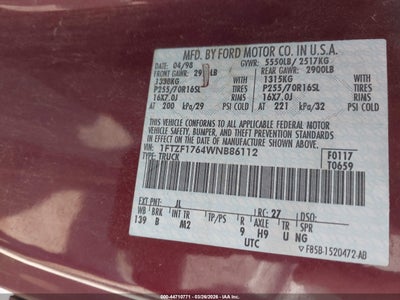 MFD. BY FORD MOTOR CO. IN U.S.A.
DATE: 04/98 GVWR: 5550LB/ 2517KG
FRONT GAWR: 29 LB REAR GAWR: 2900LB
1338KG 1315KG
P255/70R16SL TIRES P255/70R16SL TIRES
16X7.0J RIMS 16X7.0J RIMS
AT 200 kPa/29 PSI COLD AT 221 kPa/32 PSI COLD
THIS VEHICLE CONFORMS TO ALL APPLICABLE FEDERAL MOTOR
VEHICLE SAFETY, BUMPER, AND THEFT PREVENTION STANDARDS
IN EFFECT ON THE DATE OF MANUFACTURE SHOWN ABOVE.
VIN: 1FTZF1764WNB86112
TYPE: TRUCK
F0117
T0659
EXT PNT: JL RC: 27 DSO:
WB BRK INT TR TP/PS R AXLE TR SPR
139 B M2 9 H9 U NG
UTC F85B-1520472-AB
000-44710771 - 03/26/2026 - IAA Inc.